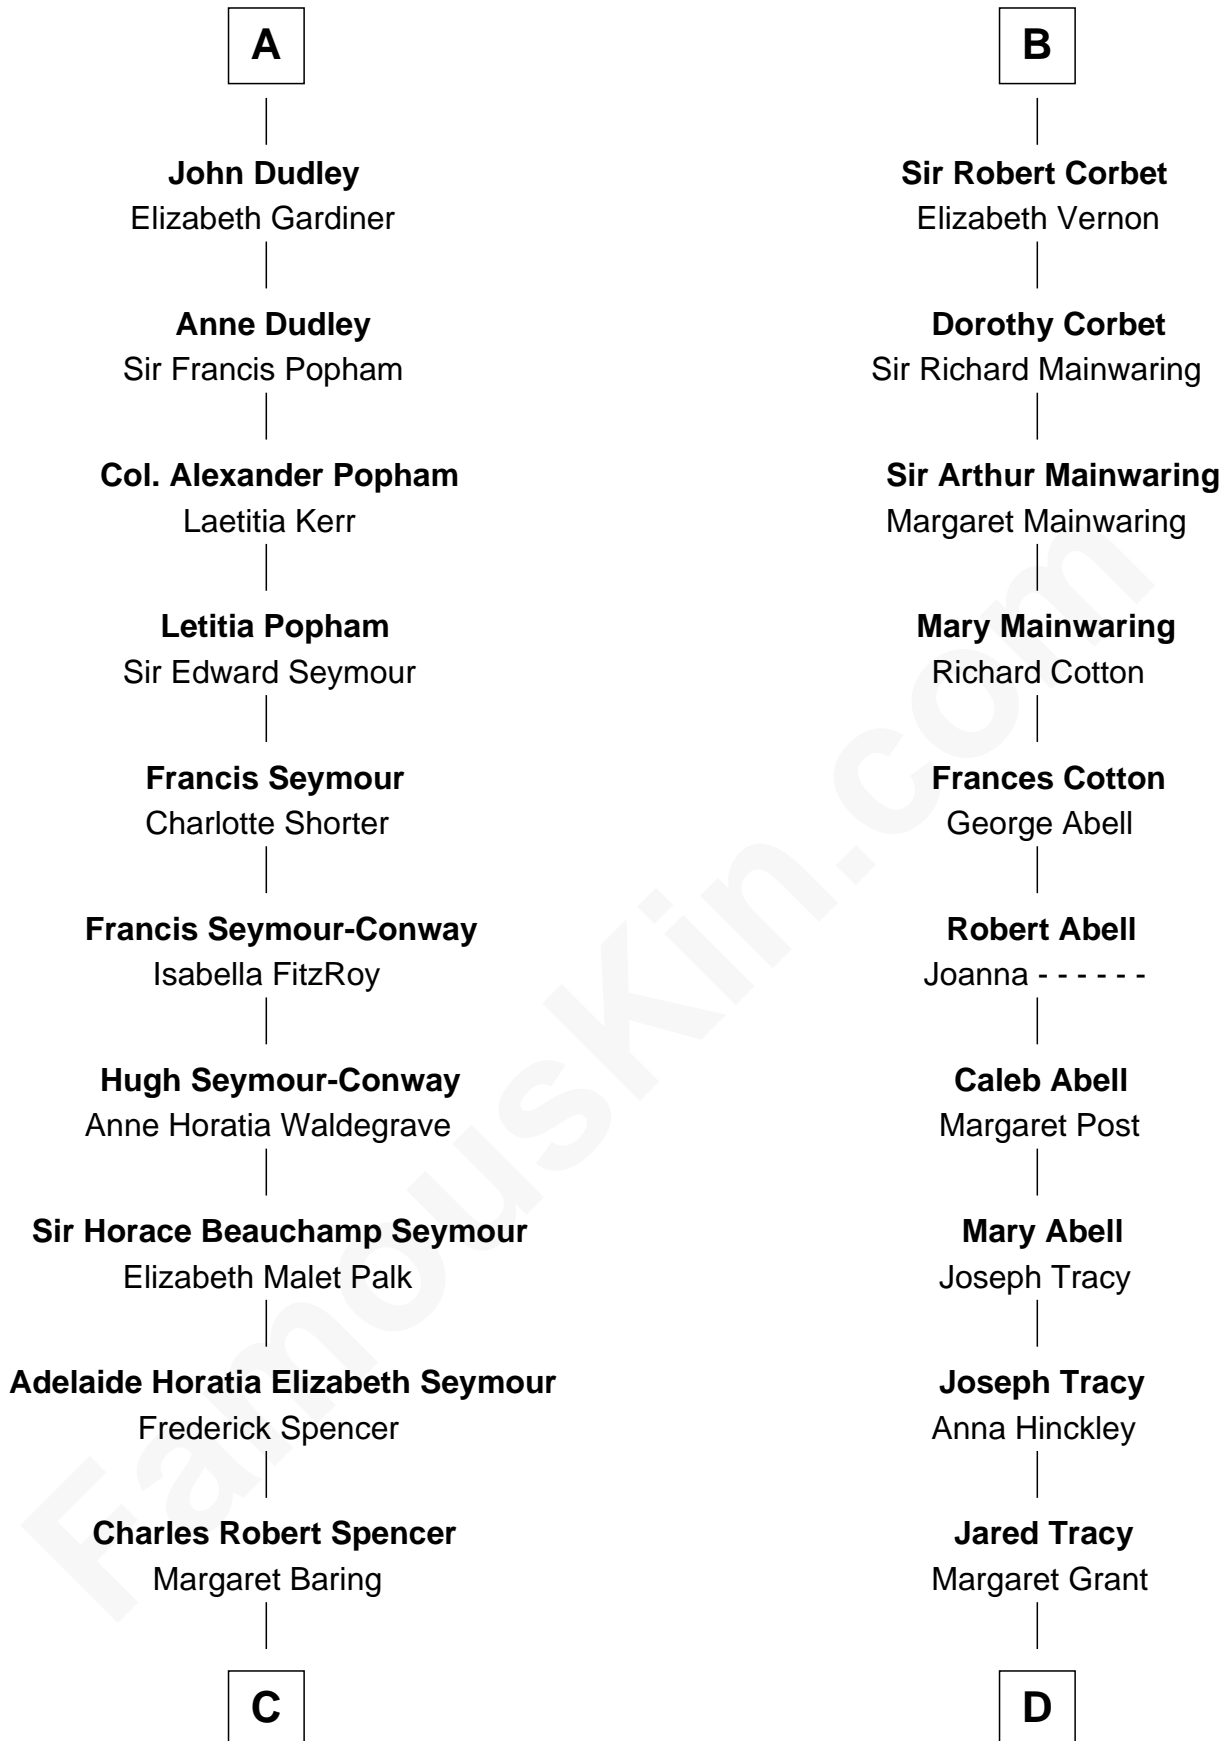 A
John Dudley
Elizabeth Gardiner
Anne Dudley
Sir Francis Popham
Col. Alexander Popham
Laetitia Kerr
Letitia Popham
Sir Edward Seymour
Francis Seymour
Charlotte Shorter
Francis Seymour-Conway
Isabella FitzRoy
Hugh Seymour-Conway
Anne Horatia Waldegrave
Sir Horace Beauchamp Seymour
Elizabeth Malet Palk
Adelaide Horatia Elizabeth Seymour
Frederick Spencer
Charles Robert Spencer
Margaret Baring
C
B
Sir Robert Corbet
Elizabeth Vernon
Dorothy Corbet
Sir Richard Mainwaring
Sir Arthur Mainwaring
Margaret Mainwaring
Mary Mainwaring
Richard Cotton
Frances Cotton
George Abell
Robert Abell
Joanna - - - - - -
Caleb Abell
Margaret Post
Mary Abell
Joseph Tracy
Joseph Tracy
Anna Hinckley
Jared Tracy
Margaret Grant
D
FamousKin.com